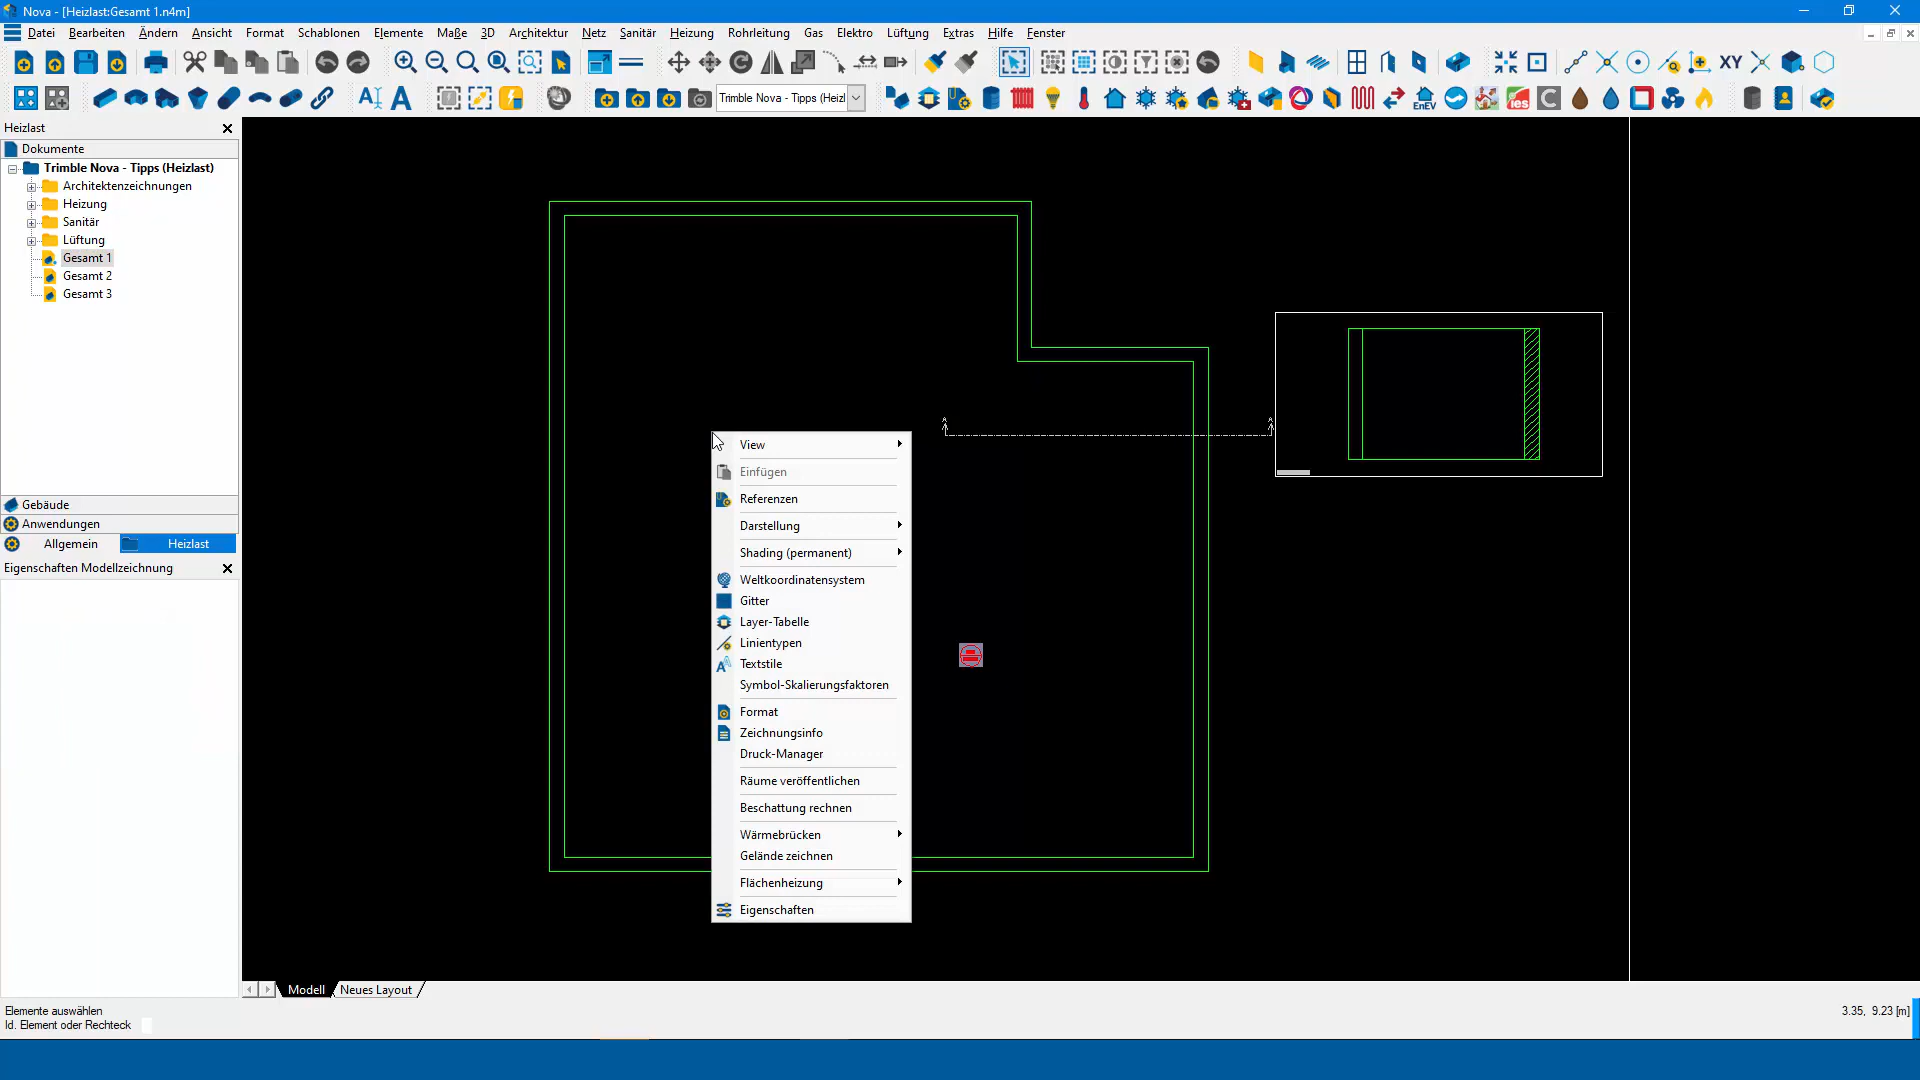 Nova - [Heizlast:Gesamt 1.n4m]
Datei Bearbeiten Ändern Ansicht Format Schablonen Elemente Maße 3D Architektur Netz Sanitär Heizung Rohrleitung Gas Elektro Lüftung Extras Hilfe Fenster
XY
Trimble Nova - Tipps (Heizl
EnEV
ies
Heizlast
Dokumente
Trimble Nova - Tipps (Heizlast)
Architektenzeichnungen
Heizung
Sanitär
Lüftung
Gesamt 1
Gesamt 2
Gesamt 3
Gebäude
Anwendungen
Allgemein Heizlast
Eigenschaften Modellzeichnung
A A
View
Einfügen
Referenzen
Darstellung
Shading (permanent)
Weltkoordinatensystem
Gitter
Layer-Tabelle
Linientypen
Textstile
Symbol-Skalierungsfaktoren
Format
Zeichnungsinfo
Druck-Manager
Räume veröffentlichen
Beschattung rechnen
Wärmebrücken
Gelände zeichnen
Flächenheizung
Eigenschaften
Modell Neues Layout
Elemente auswählen
Id. Element oder Rechteck
3.35, 9.23 [m]